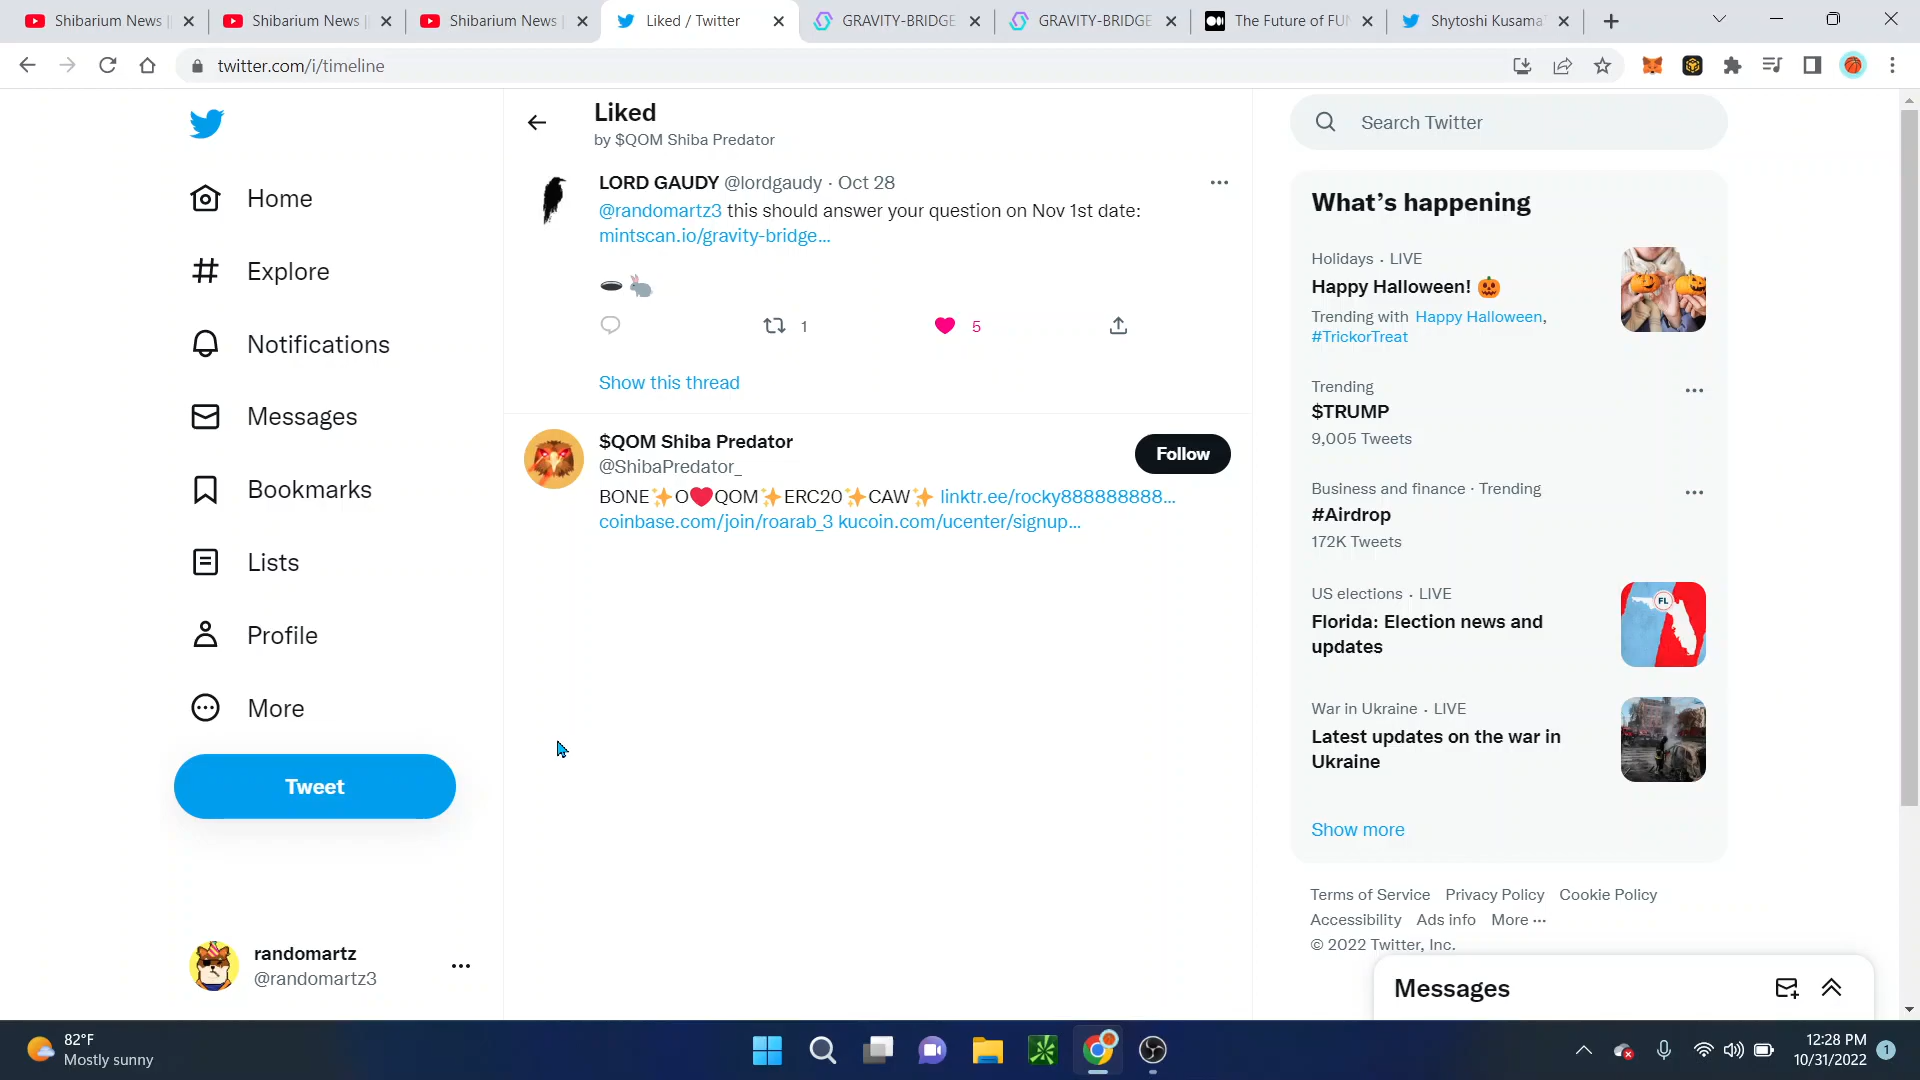 Shibarium News
Shibarium News
Shibarium News
Liked / Twitter
GRAVITY-BRIDGE
GRAVITY-BRIDGE
The Future of FUN
Shytoshi Kusama
twitter.com/i/timeline
Home
Explore
Notifications
Messages
Bookmarks
Lists
Profile
More
Tweet
randomartz
@randomartz3
Liked
by $QOM Shiba Predator
LORD GAUDY @lordgaudy · Oct 28
@randomartz3 this should answer your question on Nov 1st date:
mintscan.io/gravity-bridge...
1
5
Show this thread
$QOM Shiba Predator
@ShibaPredator_
Follow
BONE✨O❤️QOM✨ERC20✨CAW✨ linktr.ee/rocky888888888...
coinbase.com/join/roarab_3 kucoin.com/ucenter/signup...
Search Twitter
What's happening
Holidays · LIVE
Happy Halloween! 🎃
Trending with Happy Halloween,
#TrickorTreat
Trending
$TRUMP
9,005 Tweets
Business and finance · Trending
#Airdrop
172K Tweets
US elections · LIVE
Florida: Election news and
updates
FL
War in Ukraine · LIVE
Latest updates on the war in
Ukraine
Show more
Terms of Service Privacy Policy Cookie Policy
Accessibility Ads info More ···
© 2022 Twitter, Inc.
Messages
82°F
Mostly sunny
12:28 PM
10/31/2022
1